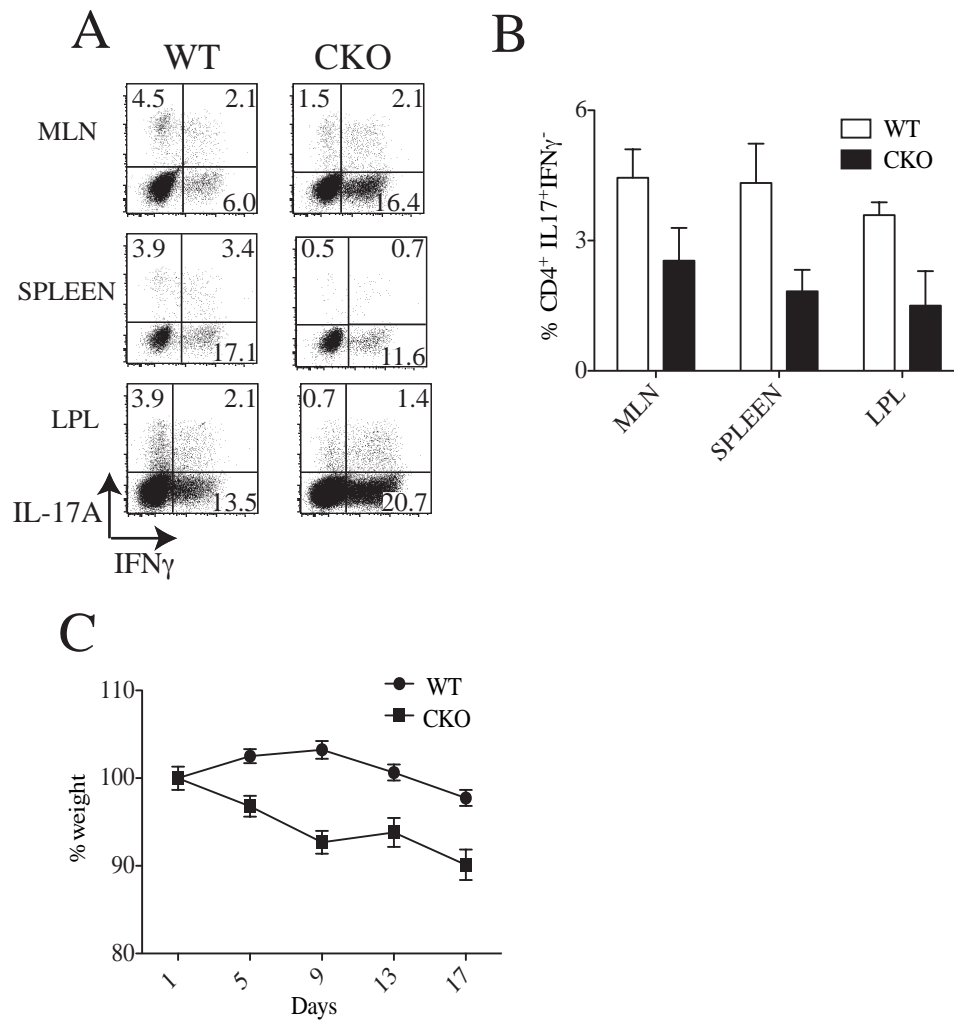 A
WT CKO
MLN
4.5 2.1
6.0
1.5 2.1
16.4
SPLEEN
3.9 3.4
17.1
0.5 0.7
11.6
LPL
3.9 2.1
13.5
0.7 1.4
20.7
IL-17A
IFNγ
B
% CD4⁺ IL17⁺IFNγ⁻
6
3
0
WT
CKO
MLN
SPLEEN
LPL
C
% weight
110
100
90
80
WT
CKO
1 5 9 13 17
Days